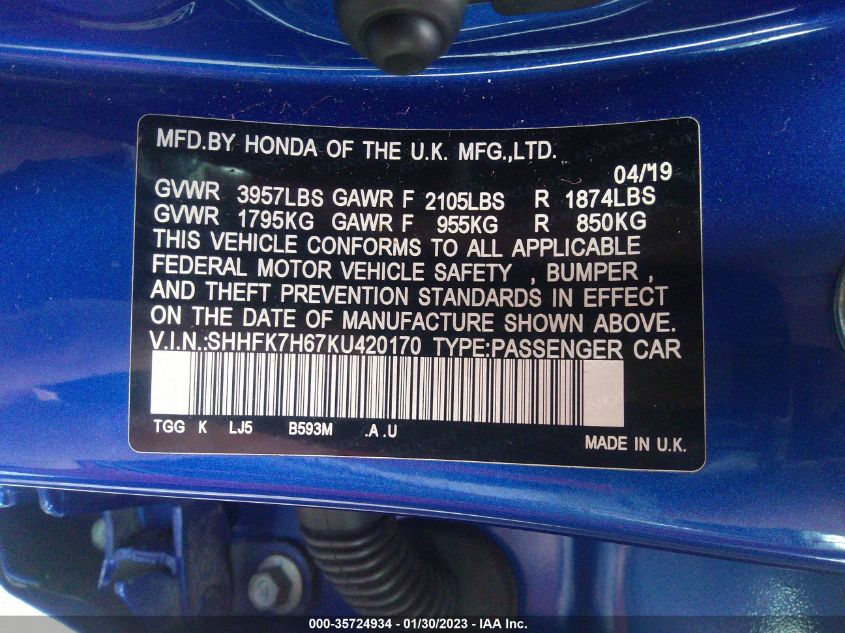 MFD.BY HONDA OF THE U.K. MFG.,LTD.
04/19
GVWR 3957LBS GAWR F 2105LBS R 1874LBS
GVWR 1795KG GAWR F 955KG R 850KG
THIS VEHICLE CONFORMS TO ALL APPLICABLE
FEDERAL MOTOR VEHICLE SAFETY , BUMPER ,
AND THEFT PREVENTION STANDARDS IN EFFECT
ON THE DATE OF MANUFACTURE SHOWN ABOVE.
V.I.N.:SHHFK7H67KU420170 TYPE:PASSENGER CAR
TGG K LJ5 B593M .A .U
MADE IN U.K.
000-35724934 — 01/30/2023 — IAA Inc.